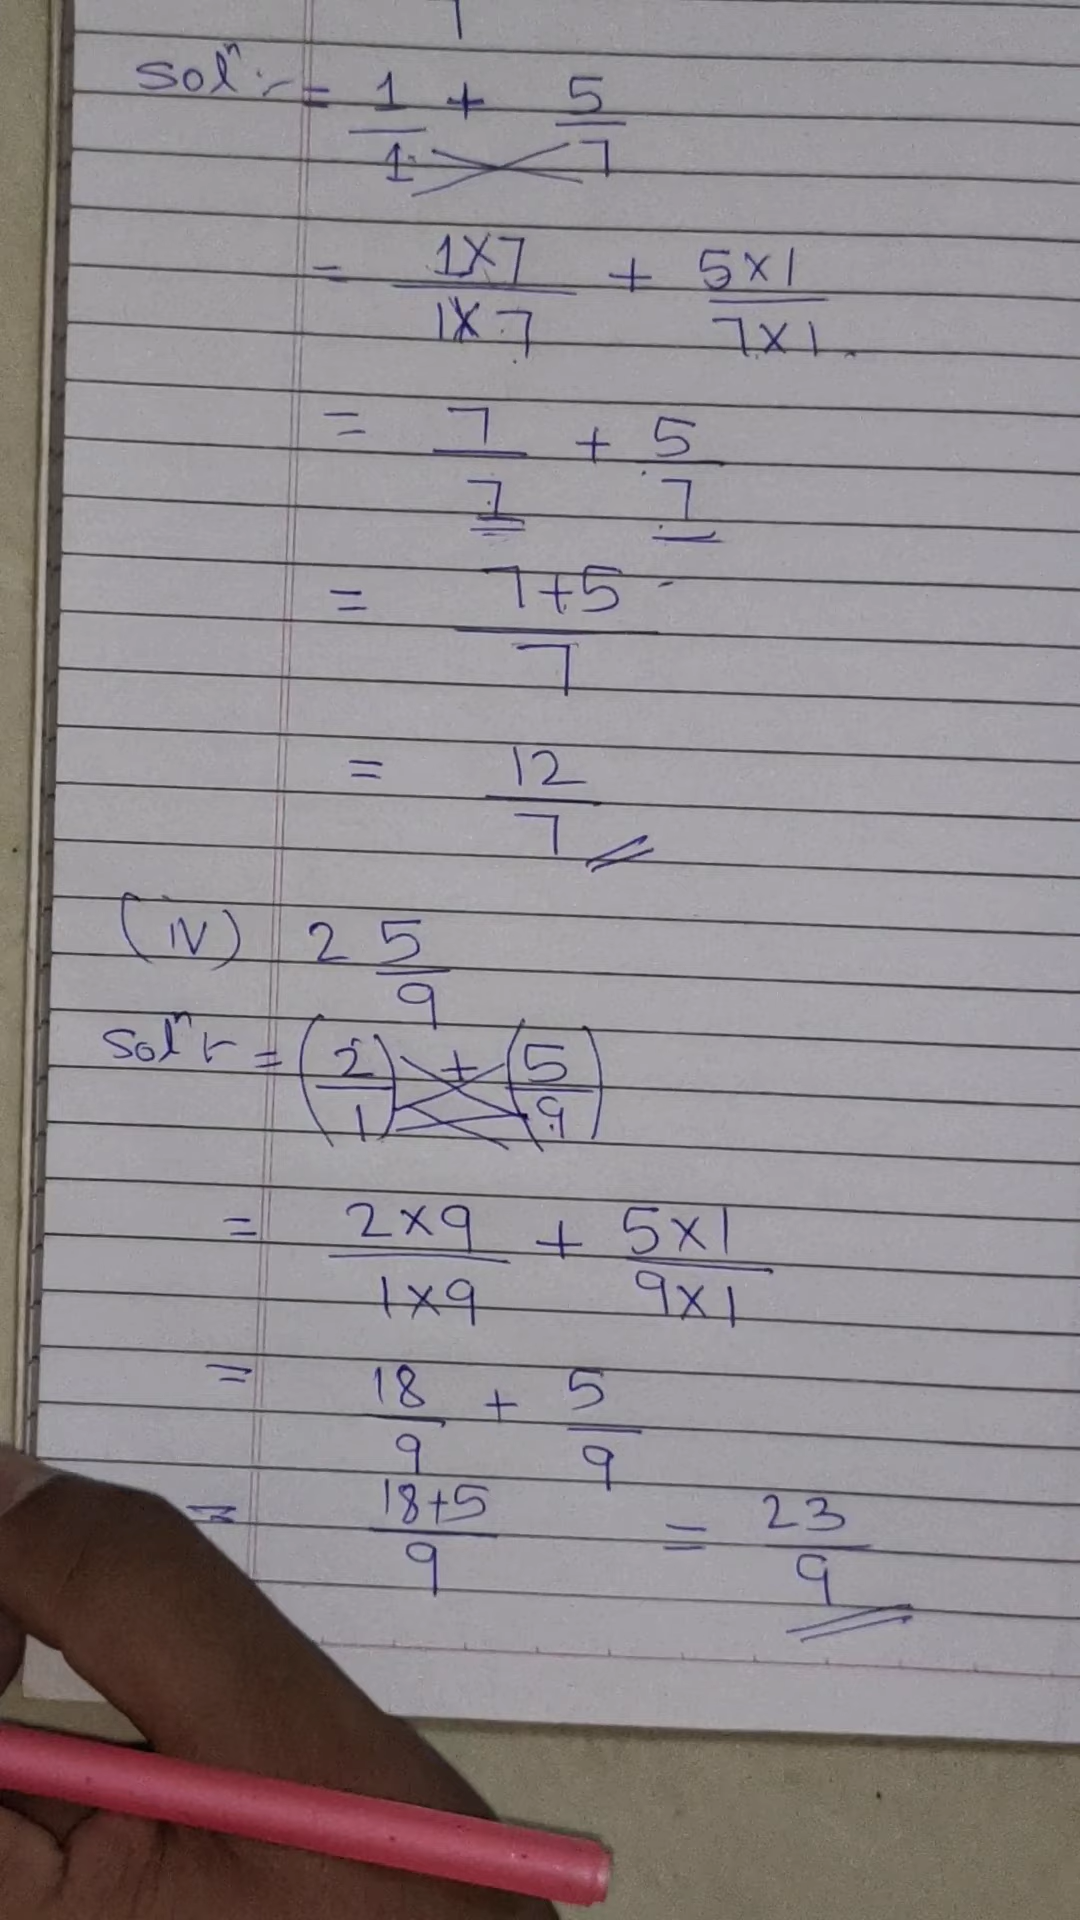 Solⁿ :- = 1/1 + 5/7
= 1×7/1×7 + 5×1/7×1
= 7/7 + 5/7
= 7+5/7
= 12/7
(iv) 2 5/9
Solⁿ :- = (2/1) + (5/9)
= 2×9/1×9 + 5×1/9×1
= 18/9 + 5/9
= 18+5/9 = 23/9